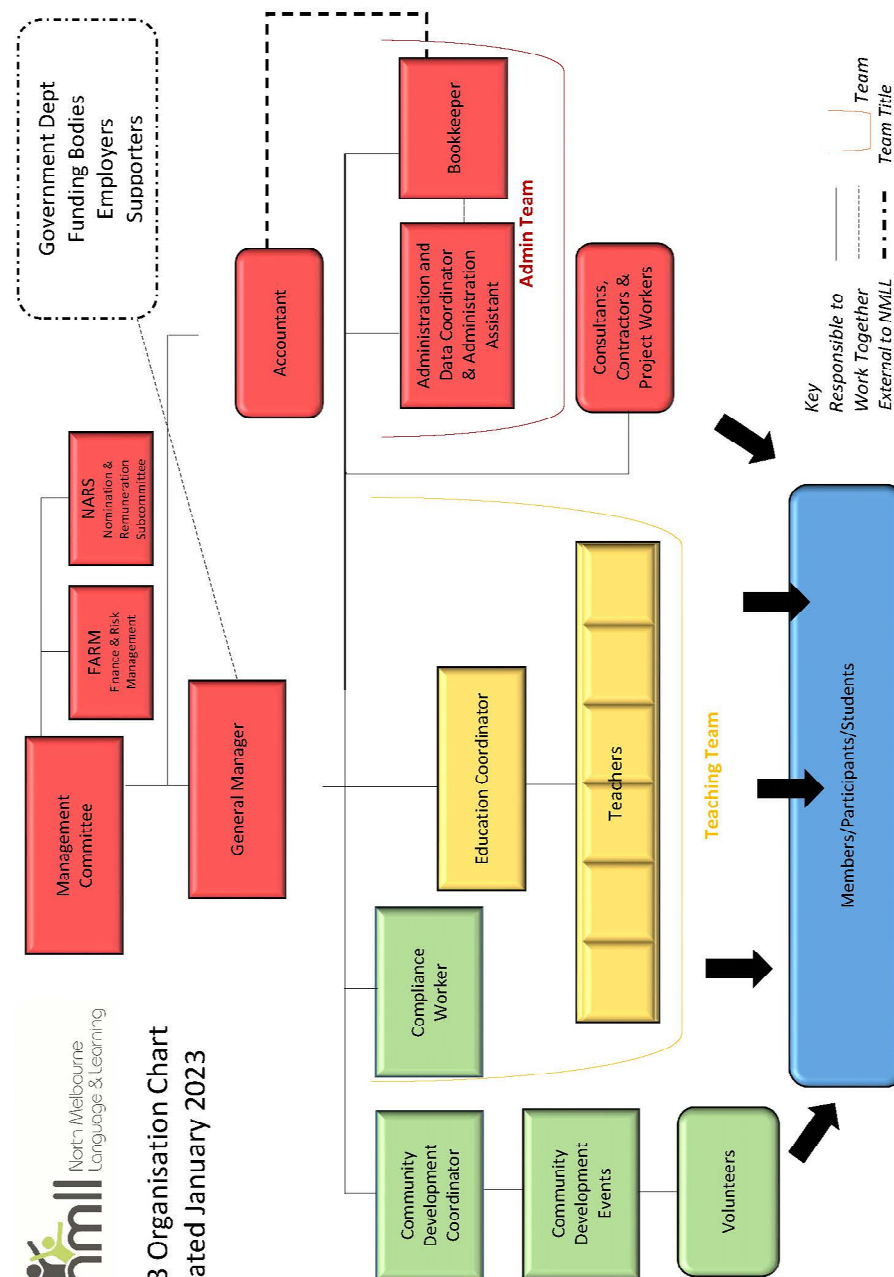 nmll
North Melbourne
Language & Learning
3 Organisation Chart
ated January 2023
Management
Committee
FARM
Finance & Risk
Management
NARS
Nomination &
Remuneration
Subcommittee
Government Dept
Funding Bodies
Employers
Supporters
General Manager
Accountant
Community
Development
Coordinator
Compliance
Worker
Education Coordinator
Administration and
Data Coordinator
& Administration
Assistant
Bookkeeper
Admin Team
Community
Development
Events
Teachers
Consultants,
Contractors &
Project Workers
Volunteers
Teaching Team
Members/Participants/Students
Key
Responsible to
Work Together
External to NMLL
Team
Team Title